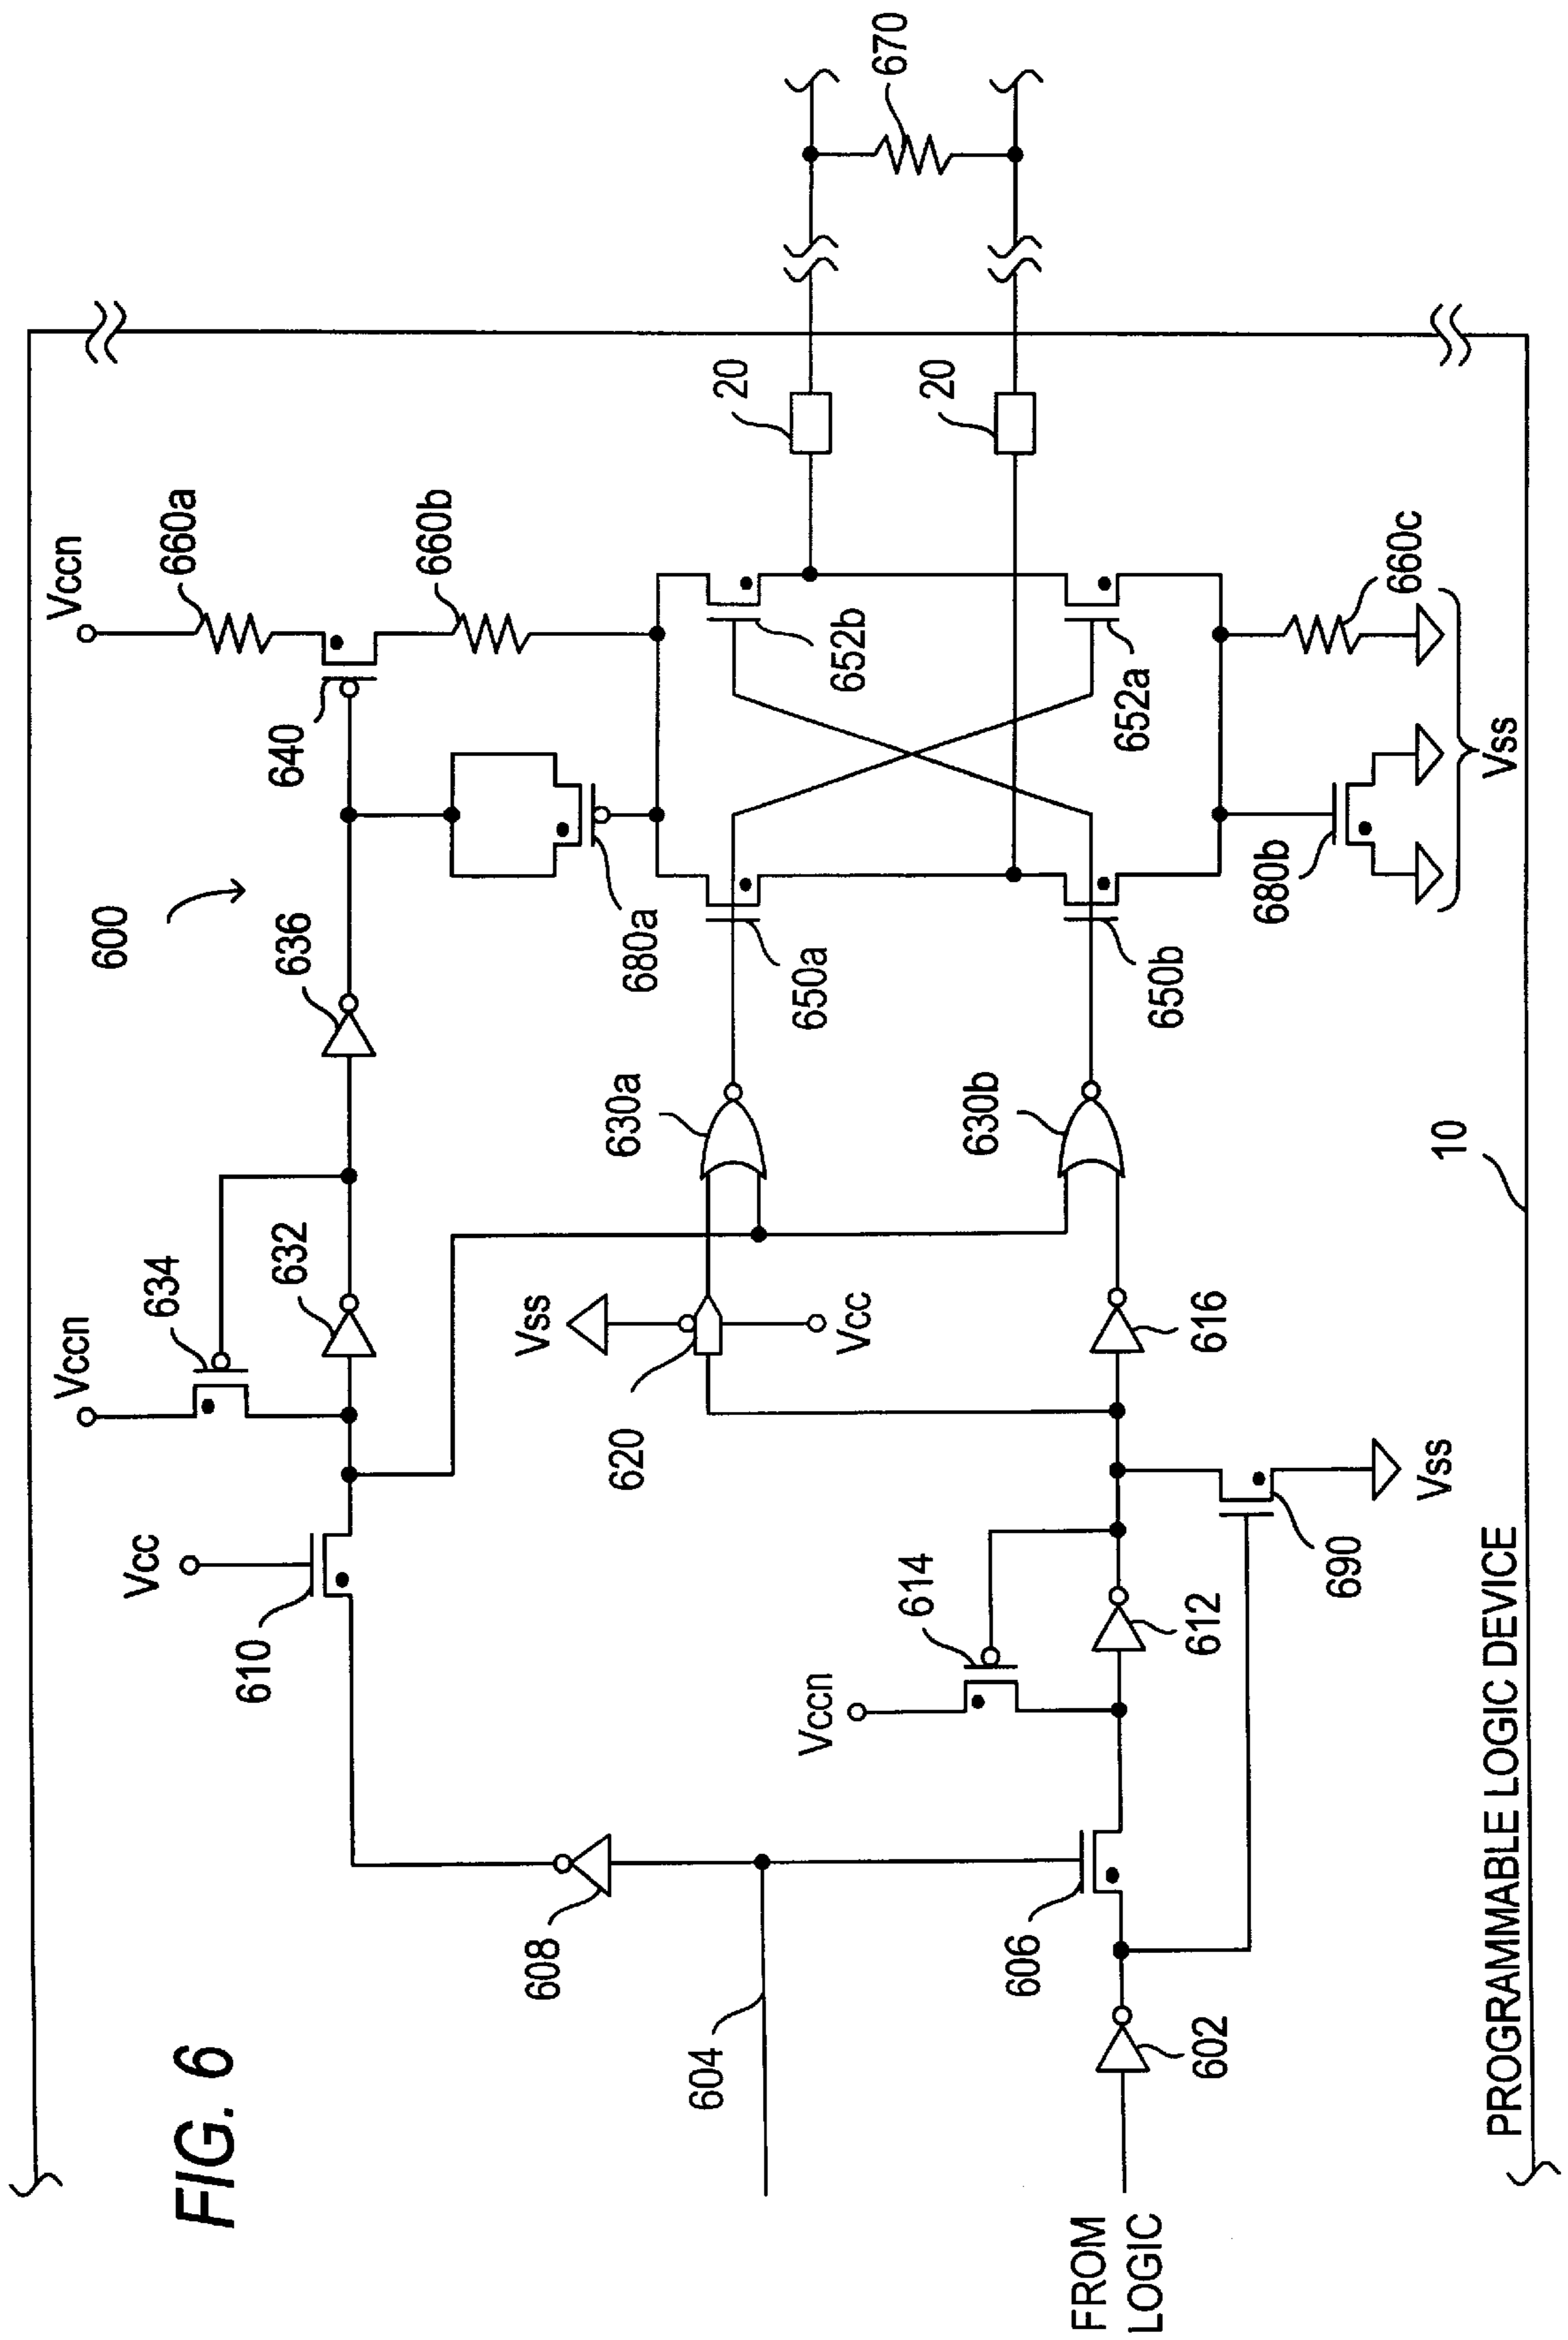 FIG. 6
600
Vccn
Vccn
660a
634
636
640
Vcc
632
660b
610
680a
20
670
Vss
630a
650a
652b
20
608
620
Vcc
614
Vccn
604
630b
650b
652a
606
612
616
680b
660c
602
690
Vss
Vss
FROM
LOGIC
10
PROGRAMMABLE LOGIC DEVICE